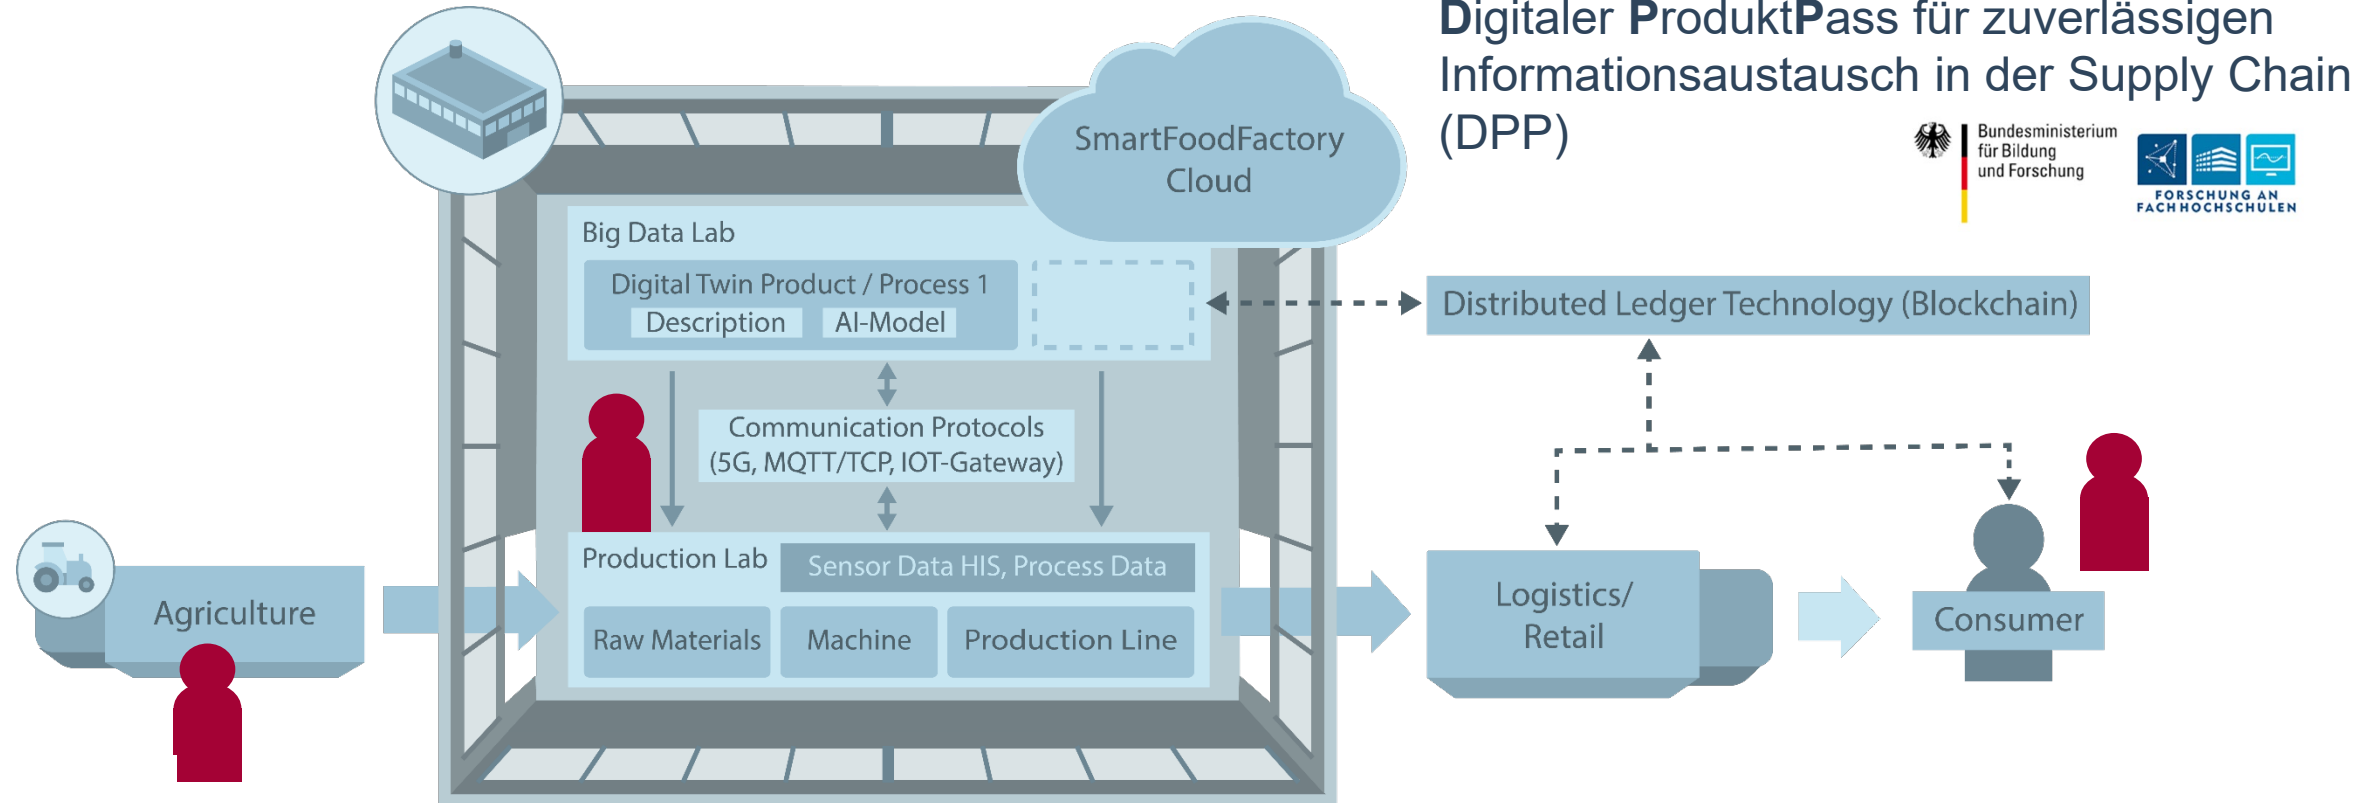 Digitaler ProduktPass für zuverlässigen
Informationsaustausch in der Supply Chain
(DPP)
Bundesministerium
für Bildung
und Forschung
FORSCHUNG AN
FACHHOCHSCHULEN
SmartFoodFactory
Cloud
Big Data Lab
Digital Twin Product / Process 1
Description
AI-Model
Distributed Ledger Technology (Blockchain)
Communication Protocols
(5G, MQTT/TCP, IOT-Gateway)
Production Lab
Sensor Data HIS, Process Data
Raw Materials
Machine
Production Line
Agriculture
Logistics/
Retail
Consumer